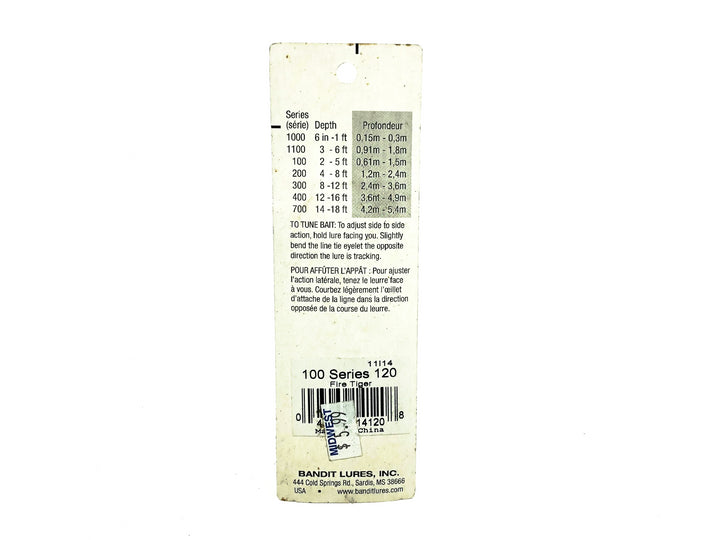 Series
(série) Depth Profondeur
1000 6 in -1 ft 0,15m - 0,3m
1100 3 - 6 ft 0,91m - 1,8m
100 2 - 5 ft 0,61m - 1,5m
200 4 - 8 ft 1,2m - 2,4m
300 8 -12 ft 2,4m - 3,6m
400 12 -16 ft 3,6m - 4,9m
700 14 -18 ft 4,2m - 5,4m
TO TUNE BAIT: To adjust side to side
action, hold lure facing you. Slightly
bend the line tie eyelet the opposite
direction the lure is tracking.
POUR AFFÛTER L'APPÂT : Pour ajuster
l'action latérale, tenez le leurre face
à vous. Courbez légèrement l'œillet
d'attache de la ligne dans la direction
opposée de la course du leurre.
11114
100 Series 120
Fire Tiger
0 14120 8
China
MIDWEST
$ 5.99
BANDIT LURES, INC.
444 Cold Springs Rd., Sardis, MS 38666
USA www.banditlures.com